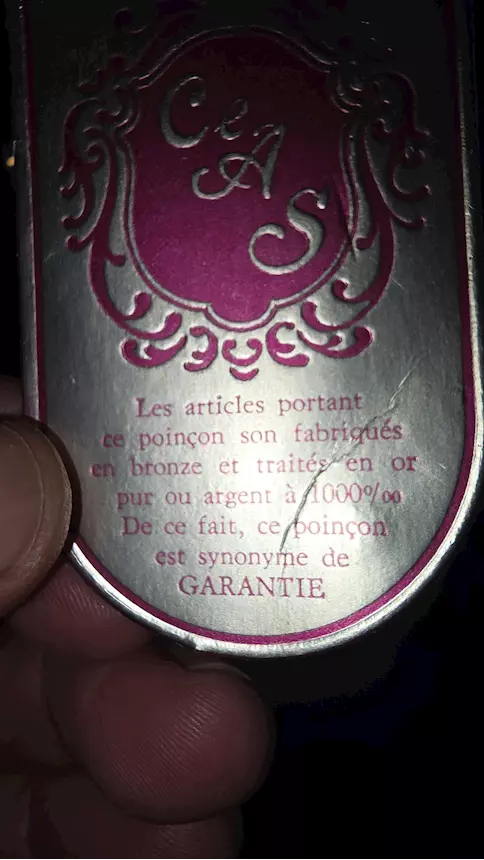 CeAS
Les articles portant
ce poinçon son fabriqués
en bronze et traités en or
pur ou argent à 1000‰
De ce fait, ce poinçon
est synonyme de
GARANTIE